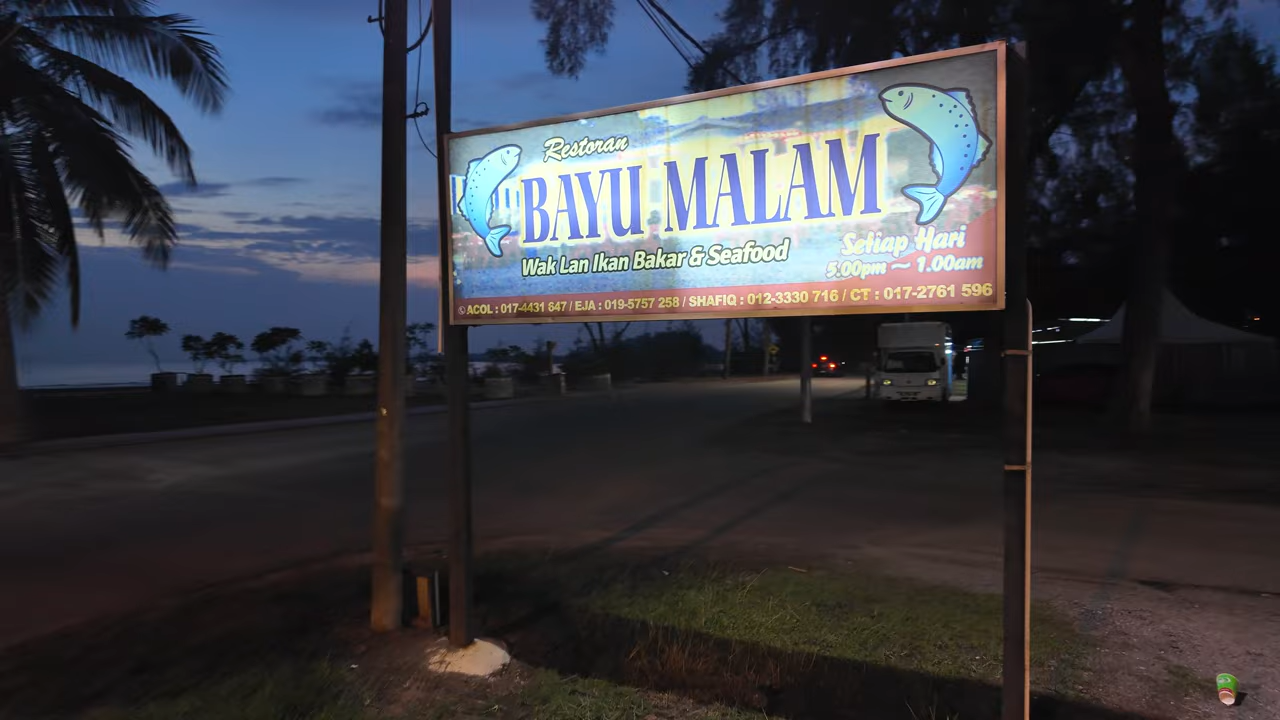 Restoran
BAYU MALAM
Wak Lan Ikan Bakar & Seafood
Setiap Hari
5.00pm ~ 1.00am
ACOL : 017-4431 647 / EJA : 019-5757 258 / SHAFIQ : 012-3330 716 / CT : 017-2761 596